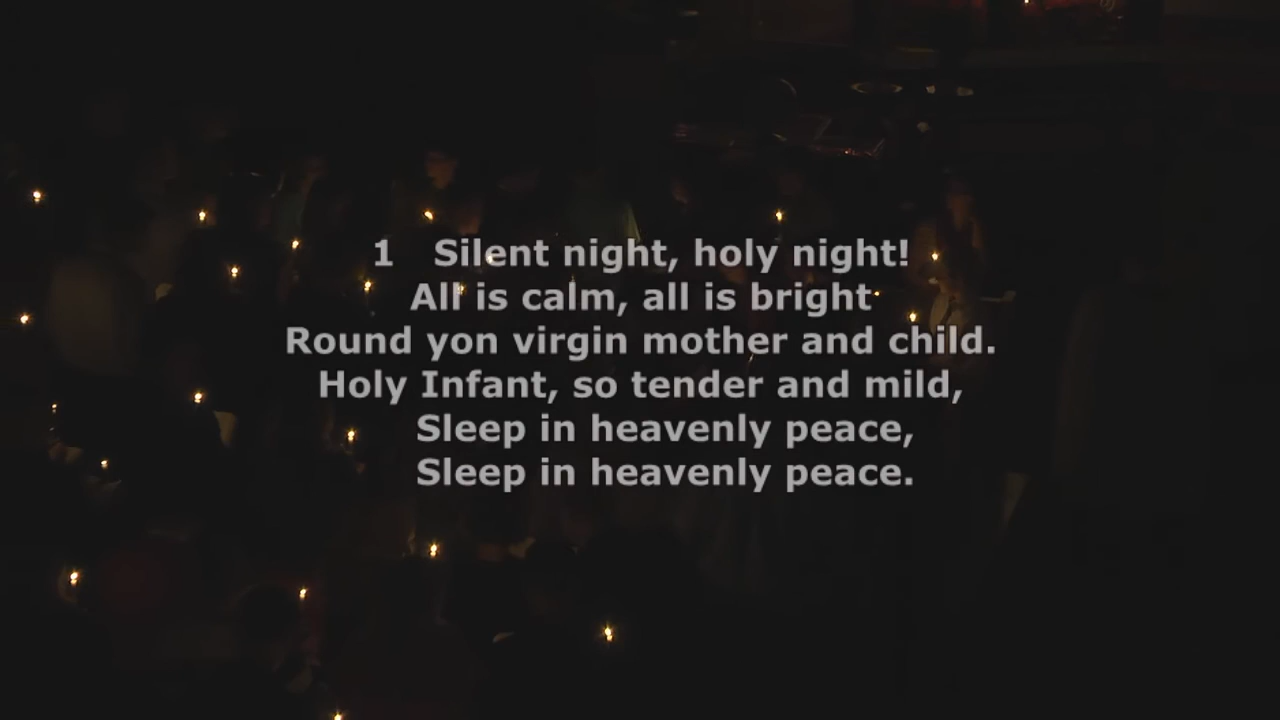 1 Silent night, holy night!
All is calm, all is bright
Round yon virgin mother and child.
Holy Infant, so tender and mild,
Sleep in heavenly peace,
Sleep in heavenly peace.